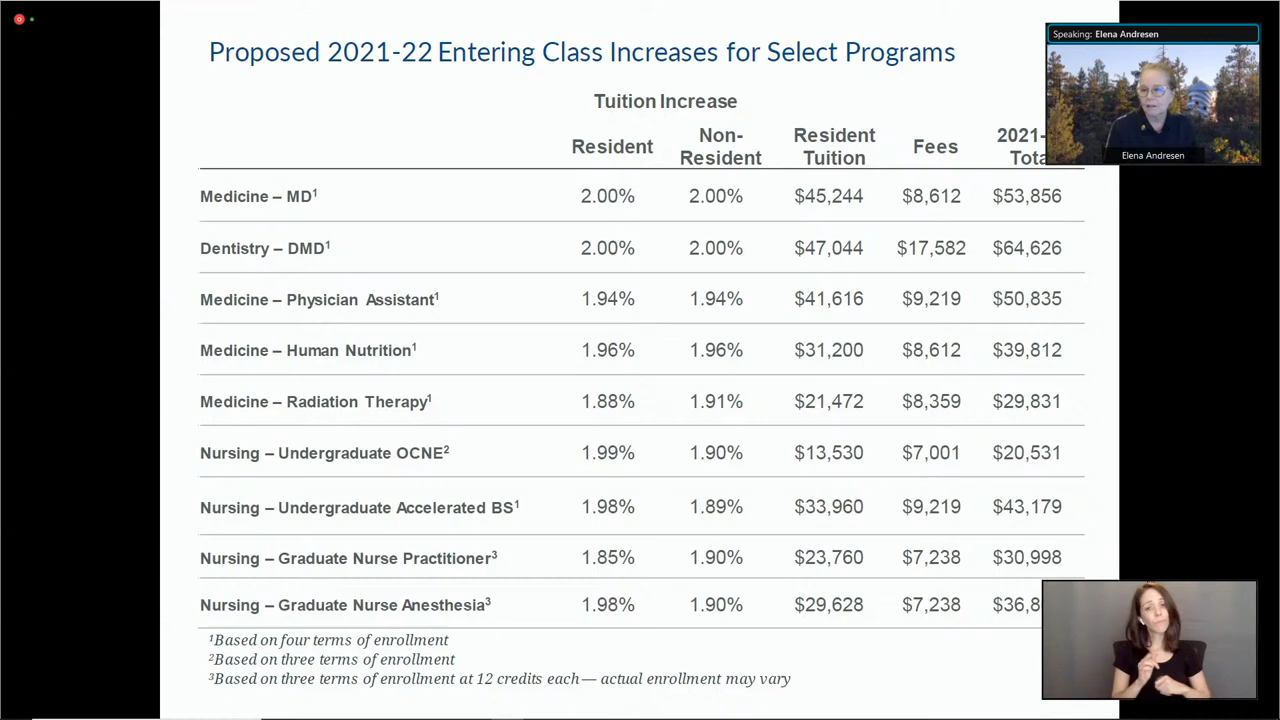 Proposed 2021-22 Entering Class Increases for Select Programs
Speaking: Elena Andresen
Elena Andresen
Tuition Increase
Resident Non-Resident Resident Tuition Fees
Medicine – MD¹ 2.00% 2.00% $45,244 $8,612 $53,856
Dentistry – DMD¹ 2.00% 2.00% $47,044 $17,582 $64,626
Medicine – Physician Assistant¹ 1.94% 1.94% $41,616 $9,219 $50,835
Medicine – Human Nutrition¹ 1.96% 1.96% $31,200 $8,612 $39,812
Medicine – Radiation Therapy¹ 1.88% 1.91% $21,472 $8,359 $29,831
Nursing – Undergraduate OCNE² 1.99% 1.90% $13,530 $7,001 $20,531
Nursing – Undergraduate Accelerated BS¹ 1.98% 1.89% $33,960 $9,219 $43,179
Nursing – Graduate Nurse Practitioner³ 1.85% 1.90% $23,760 $7,238 $30,998
Nursing – Graduate Nurse Anesthesia³ 1.98% 1.90% $29,628 $7,238
¹Based on four terms of enrollment
²Based on three terms of enrollment
³Based on three terms of enrollment at 12 credits each — actual enrollment may vary